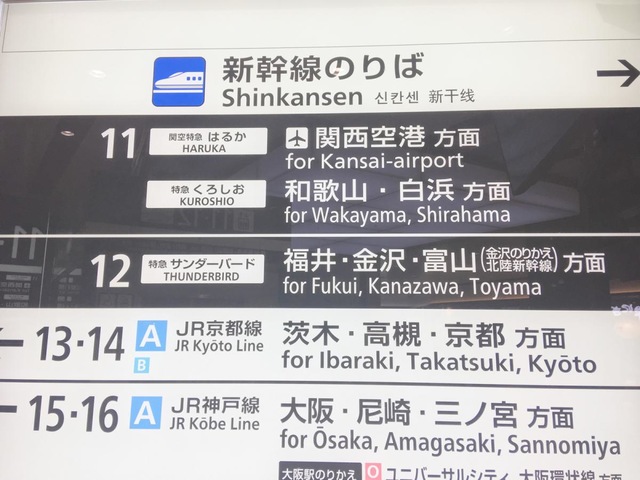 新幹線のりば
Shinkansen 신칸센 新干线
11 関空特急 はるか HARUKA 関西空港 方面
for Kansai-airport
特急 くろしお KUROSHIO 和歌山・白浜 方面
for Wakayama, Shirahama
12 特急 サンダーバード THUNDERBIRD 福井・金沢・富山(金沢のりかえ 北陸新幹線) 方面
for Fukui, Kanazawa, Toyama
13・14 A JR京都線 茨木・高槻・京都 方面
B JR Kyōto Line for Ibaraki, Takatsuki, Kyōto
15・16 A JR神戸線 大阪・尼崎・三ノ宮 方面
JR Kōbe Line for Ōsaka, Amagasaki, Sannomiya
大阪駅のりかえ O ユニバーサルシティ、大阪環状線 方面